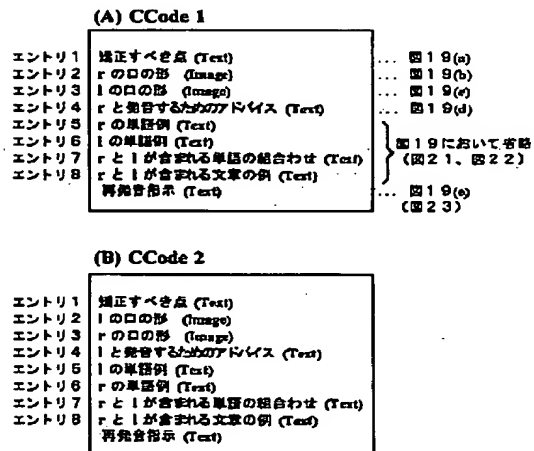 (A) CCode 1
エントリ1 矯正すべき点 (Text) ... 図19(a)
エントリ2 r の口の形 (Image) ... 図19(b)
エントリ3 l の口の形 (Image) ... 図19(c)
エントリ4 r と発音するためのアドバイス (Text) ... 図19(d)
エントリ5 r の単語例 (Text)
エントリ6 l の単語例 (Text)
エントリ7 r と l が含まれる単語の組合わせ (Text)
エントリ8 r と l が含まれる文章の例 (Text)
図19において省略
(図21、図22)
再発音指示 (Text) ... 図19(e)
(図23)
(B) CCode 2
エントリ1 矯正すべき点 (Text)
エントリ2 l の口の形 (Image)
エントリ3 r の口の形 (Image)
エントリ4 l と発音するためのアドバイス (Text)
エントリ5 l の単語例 (Text)
エントリ6 r の単語例 (Text)
エントリ7 r と l が含まれる単語の組合わせ (Text)
エントリ8 r と l が含まれる文章の例 (Text)
再発音指示 (Text)